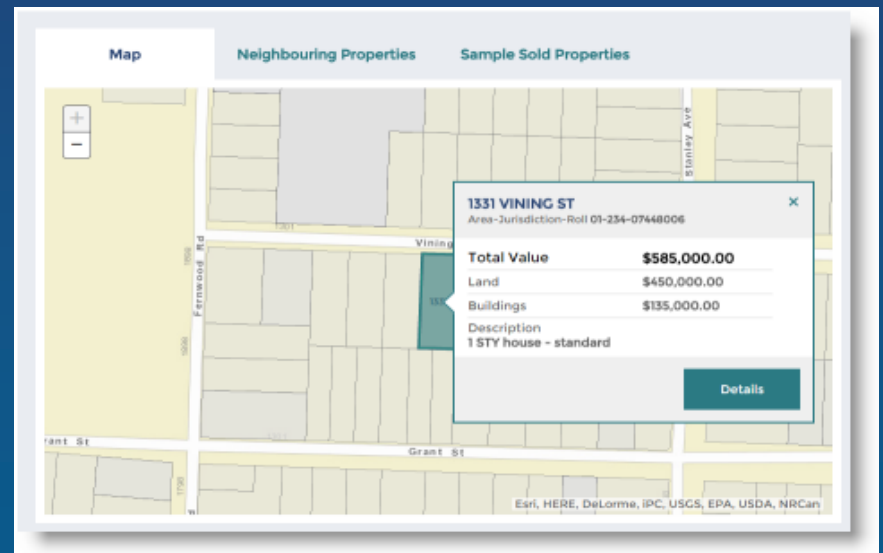 Map Neighbouring Properties Sample Sold Properties
+
−
Stanley Ave
1331 VINING ST ×
Area-Jurisdiction-Roll 01-234-07448006
1301
Vining
Total Value $585,000.00
Land $450,000.00
Buildings $135,000.00
Description
1 STY house - standard
Details
Fernwood Rd
Grant St
Esri, HERE, DeLorme, iPC, USGS, EPA, USDA, NRCan